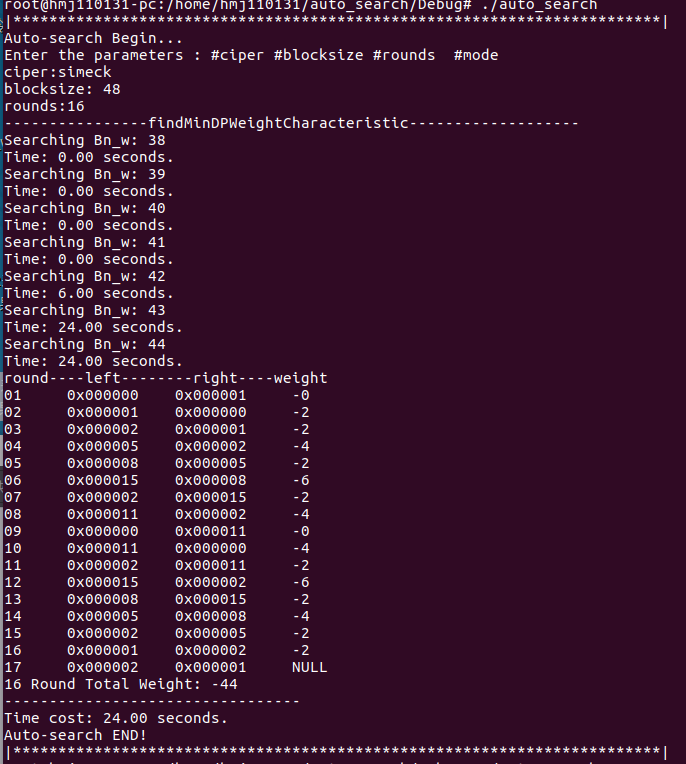 root@hmj110131-pc:/home/hmj110131/auto_search/Debug# ./auto_search
|************************************************************************|
Auto-search Begin...
Enter the parameters : #ciper #blocksize #rounds  #mode
ciper:simeck
blocksize: 48
rounds:16
----------------findMinDPWeightCharacteristic-------------------
Searching Bn_w: 38
Time: 0.00 seconds.
Searching Bn_w: 39
Time: 0.00 seconds.
Searching Bn_w: 40
Time: 0.00 seconds.
Searching Bn_w: 41
Time: 0.00 seconds.
Searching Bn_w: 42
Time: 6.00 seconds.
Searching Bn_w: 43
Time: 24.00 seconds.
Searching Bn_w: 44
Time: 24.00 seconds.
round----left--------right----weight
01     0x000000    0x000001     -0
02     0x000001    0x000000     -2
03     0x000002    0x000001     -2
04     0x000005    0x000002     -4
05     0x000008    0x000005     -2
06     0x000015    0x000008     -6
07     0x000002    0x000015     -2
08     0x000011    0x000002     -4
09     0x000000    0x000011     -0
10     0x000011    0x000000     -4
11     0x000002    0x000011     -2
12     0x000015    0x000002     -6
13     0x000008    0x000015     -2
14     0x000005    0x000008     -4
15     0x000002    0x000005     -2
16     0x000001    0x000002     -2
17     0x000002    0x000001     NULL
16 Round Total Weight: -44
---------------------------------
Time cost: 24.00 seconds.
Auto-search END!
|************************************************************************|